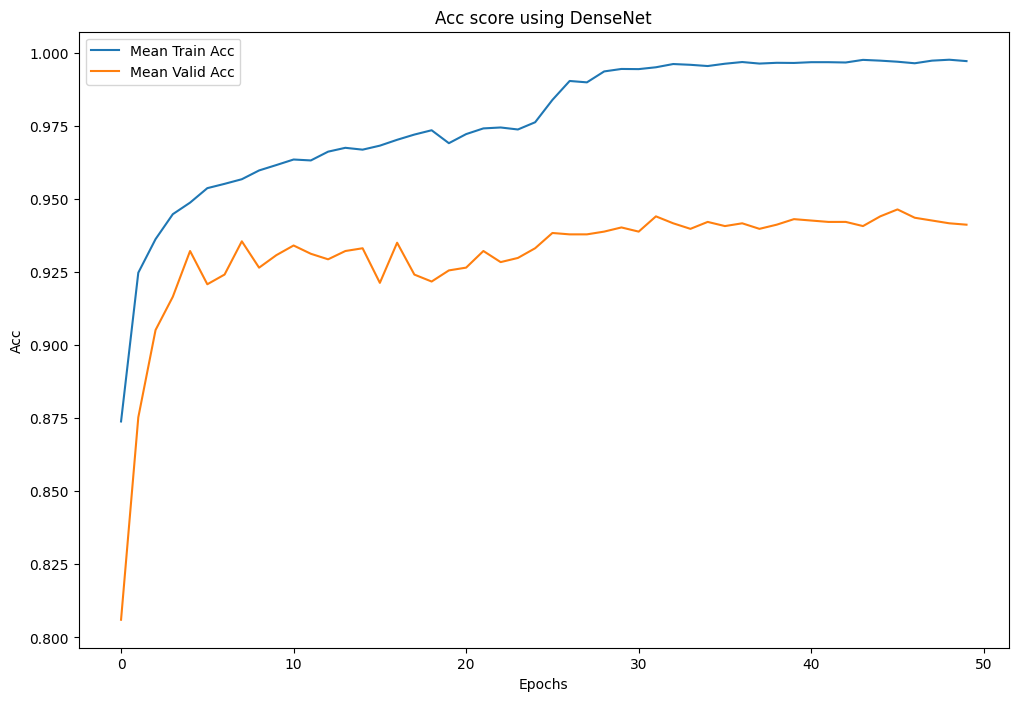 Acc score using DenseNet
Mean Train Acc
Mean Valid Acc
1.000
0.975
0.950
0.925
0.900
0.875
0.850
0.825
0.800
Acc
0 10 20 30 40 50
Epochs